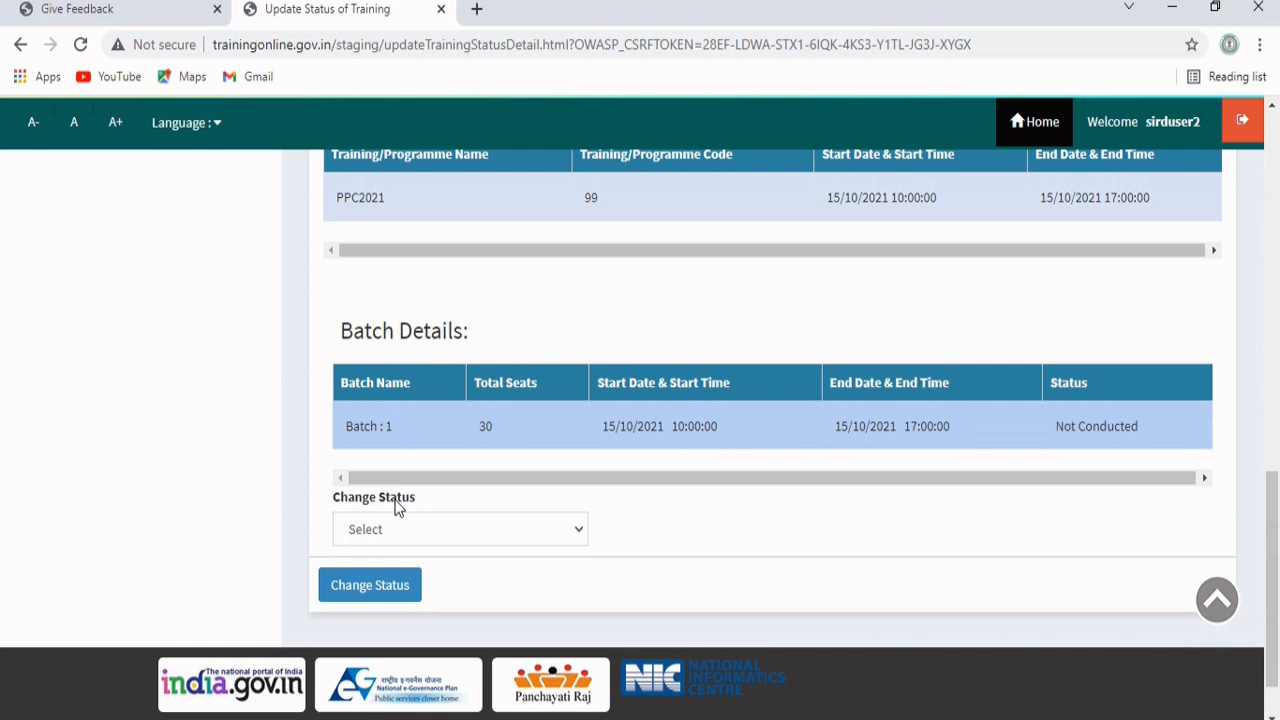 Give Feedback
Update Status of Training
Not secure trainingonline.gov.in/staging/updateTrainingStatusDetail.html?OWASP_CSRFTOKEN=28EF-LDWA-STX1-6IQK-4KS3-Y1TL-JG3J-XYGX
Apps YouTube Maps Gmail Reading list
A- A A+ Language : Home Welcome sirduser2
Training/Programme Name Training/Programme Code Start Date & Start Time End Date & End Time
PPC2021 99 15/10/2021 10:00:00 15/10/2021 17:00:00
Batch Details:
Batch Name Total Seats Start Date & Start Time End Date & End Time Status
Batch : 1 30 15/10/2021 10:00:00 15/10/2021 17:00:00 Not Conducted
Change Status
Select
Change Status
The national portal of India
india.gov.in
राष्ट्रीय ई-गवर्नेंस योजना
National e-Governance Plan
Public services closer home
Panchayati Raj
NIC NATIONAL
INFORMATICS
CENTRE